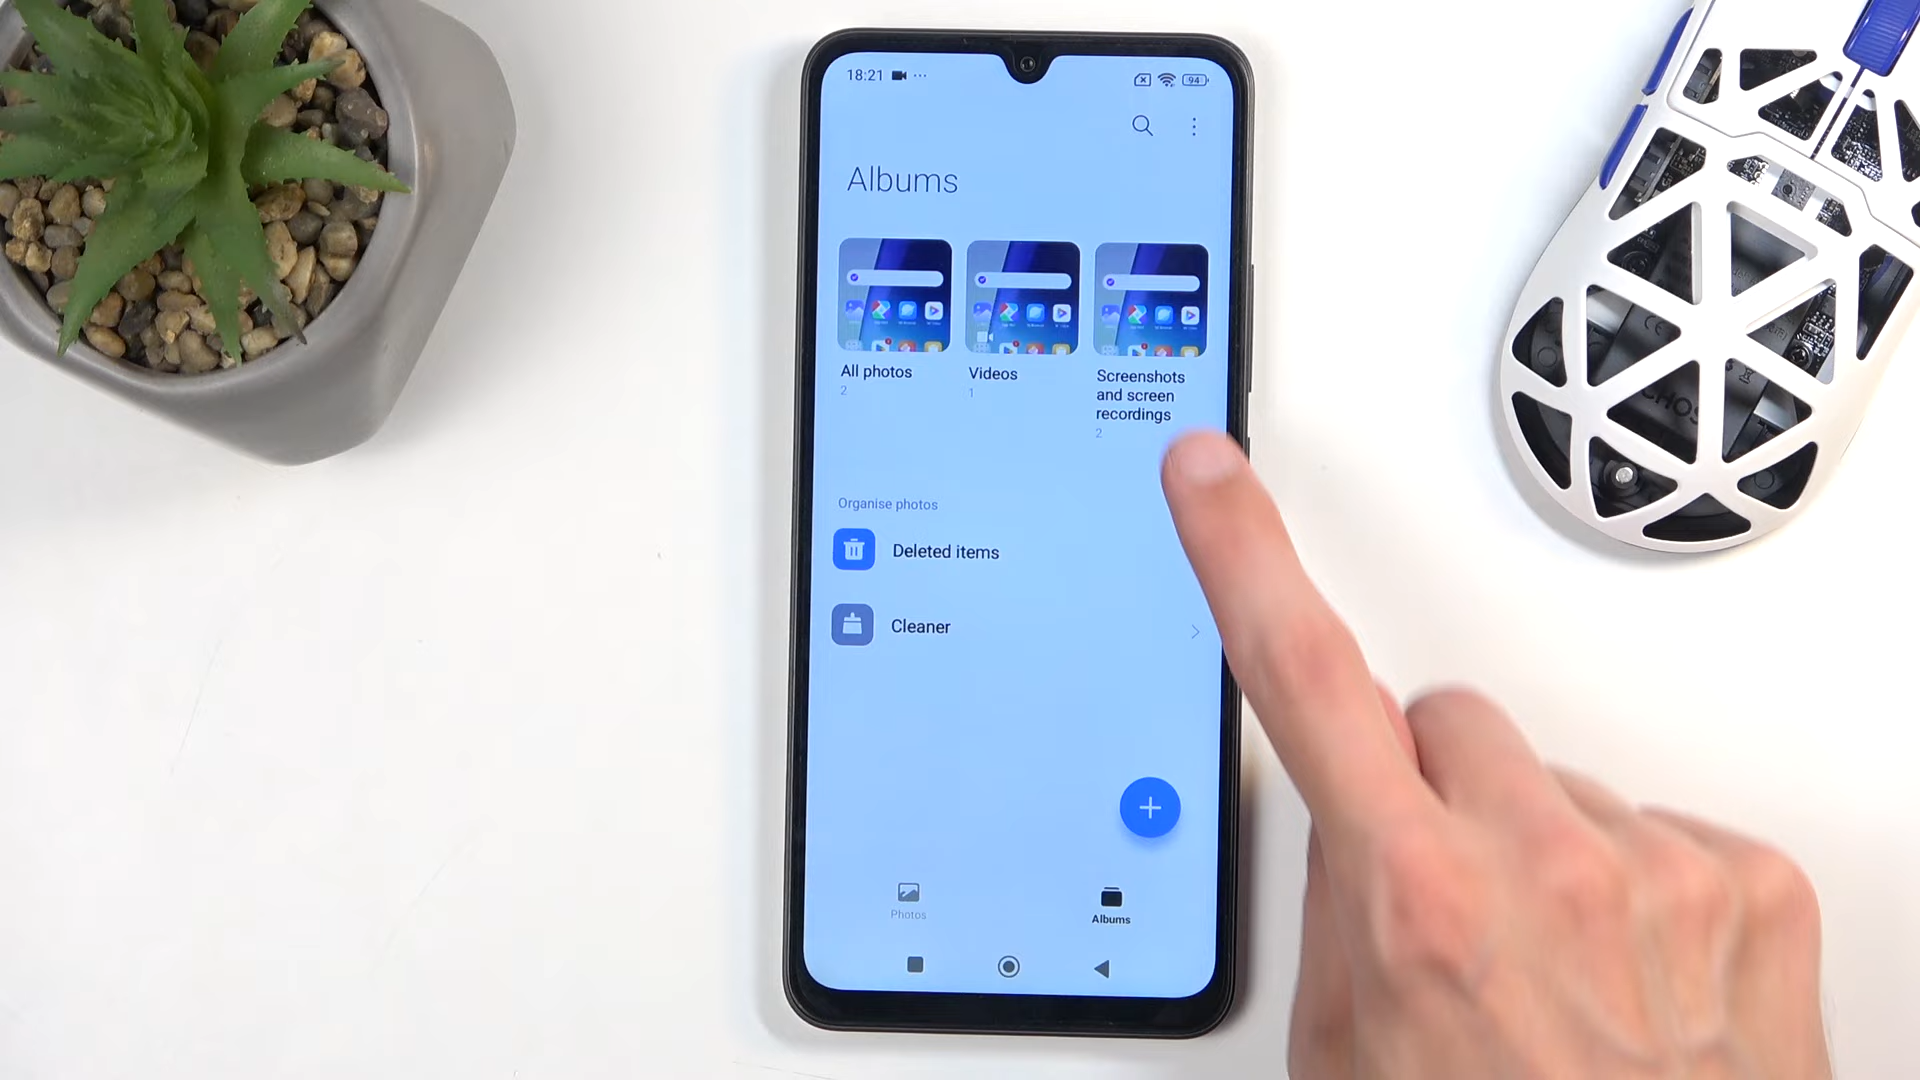 18:21
94
Albums
All photos
2
Videos
1
Screenshots
and screen
recordings
2
Organise photos
Deleted items
Cleaner
Photos
Albums